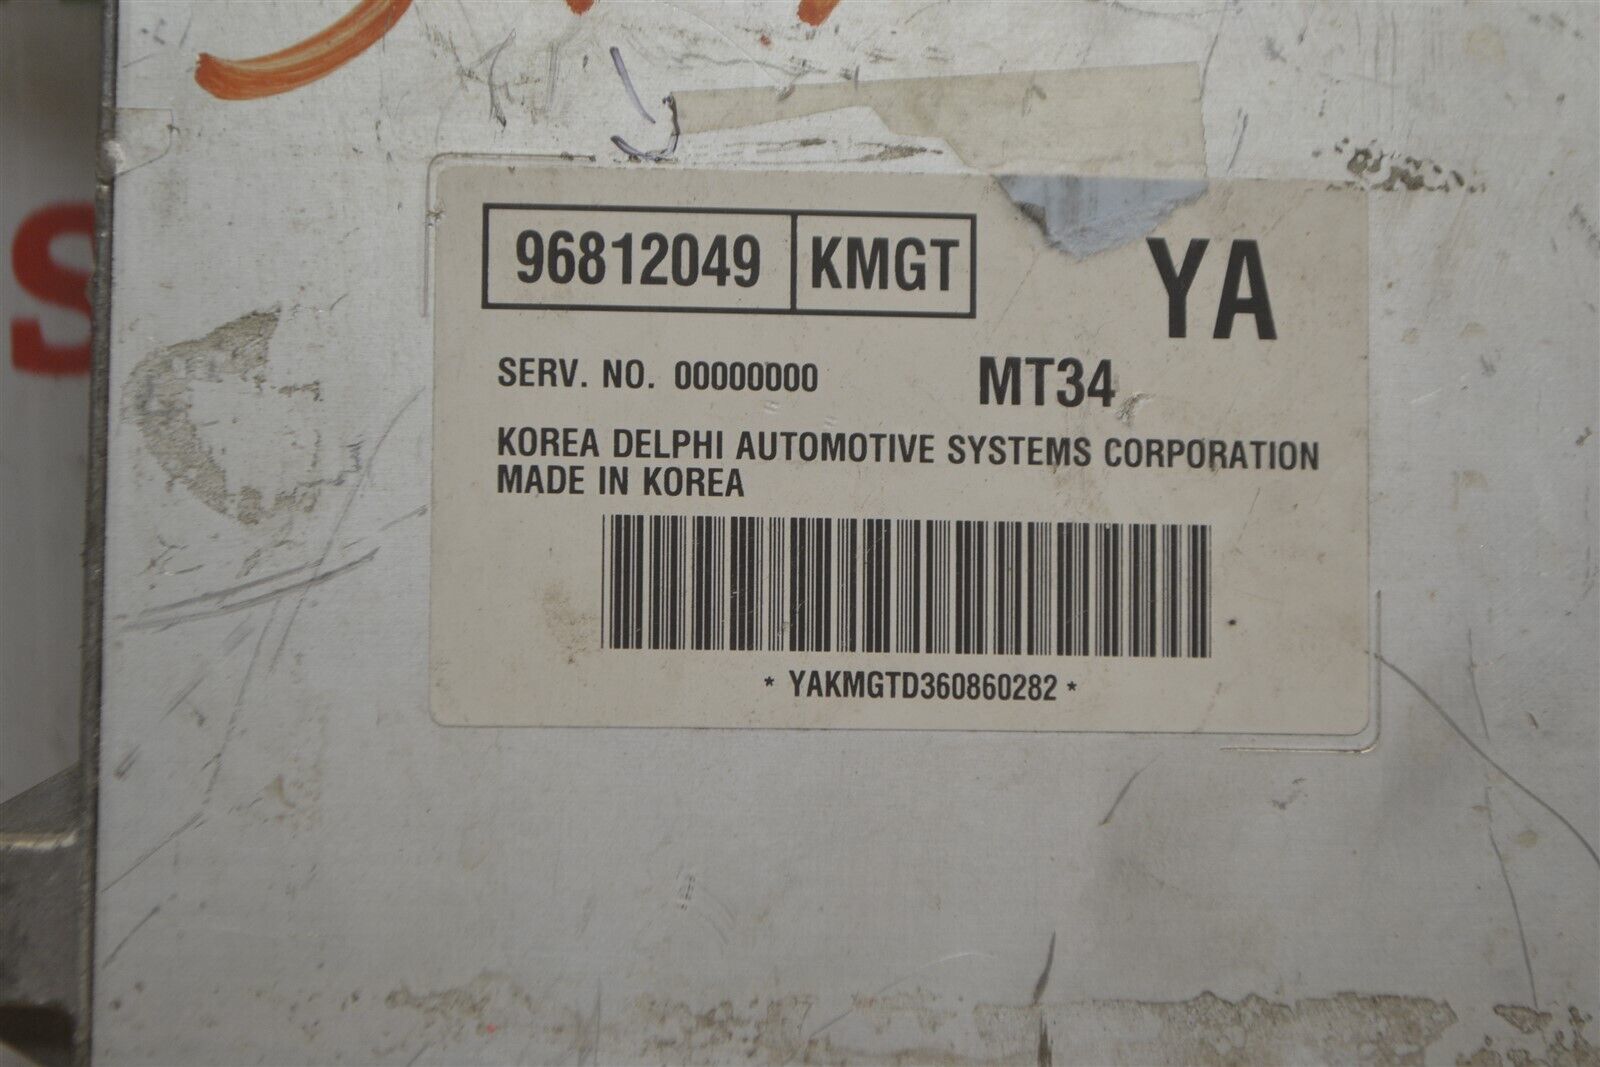 S
96812049 KMGT YA
SERV. NO. 00000000 MT34
KOREA DELPHI AUTOMOTIVE SYSTEMS CORPORATION
MADE IN KOREA
* YAKMGTD360860282 *